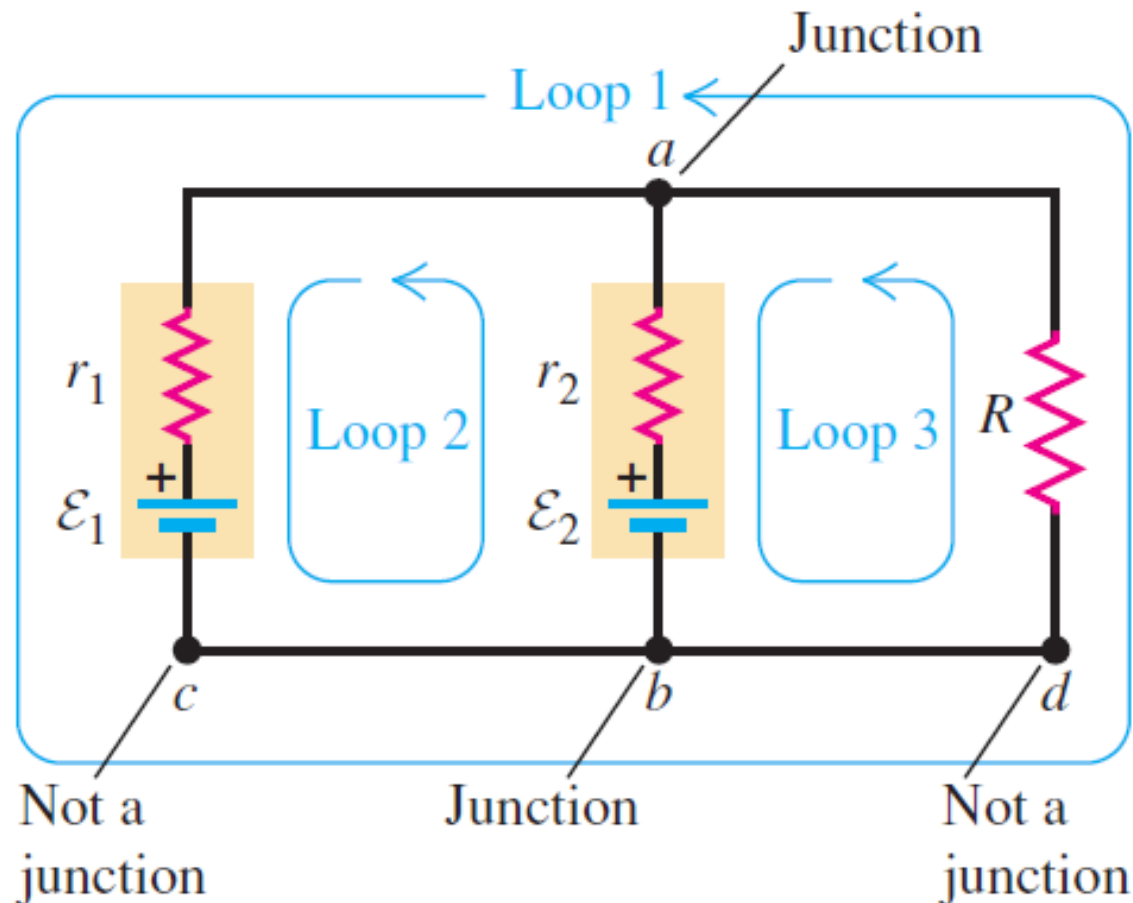 Junction
Loop 1
a
r1
Loop 2
r2
Loop 3
R
+
ℰ1
+
ℰ2
c
b
d
Not a
junction
Junction
Not a
junction